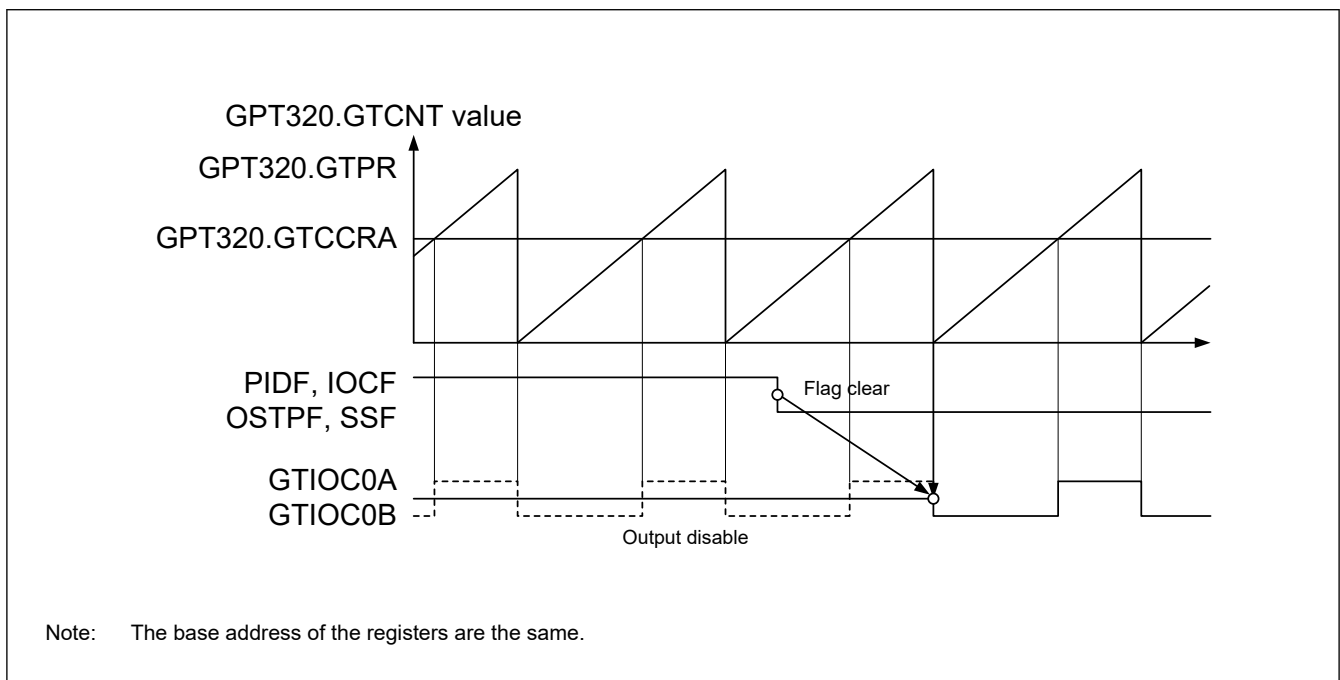 GPT320.GTCNT value
GPT320.GTPR
GPT320.GTCCRA
PIDF, IOCF
Flag clear
OSTPF, SSF
GTIOC0A
GTIOC0B
Output disable
Note: The base address of the registers are the same.